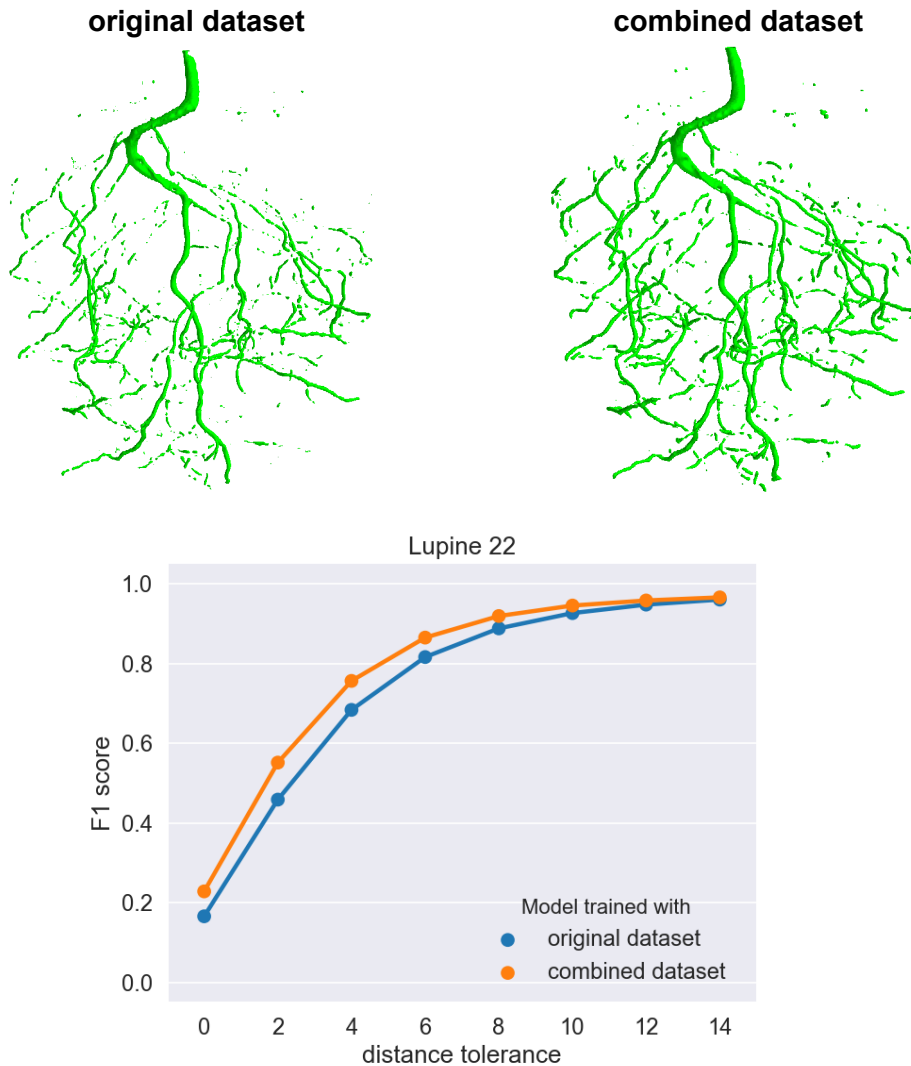 original dataset
combined dataset
Lupine 22
1.0
0.8
0.6
0.4
0.2
0.0
F1 score
Model trained with
original dataset
combined dataset
0 2 4 6 8 10 12 14
distance tolerance